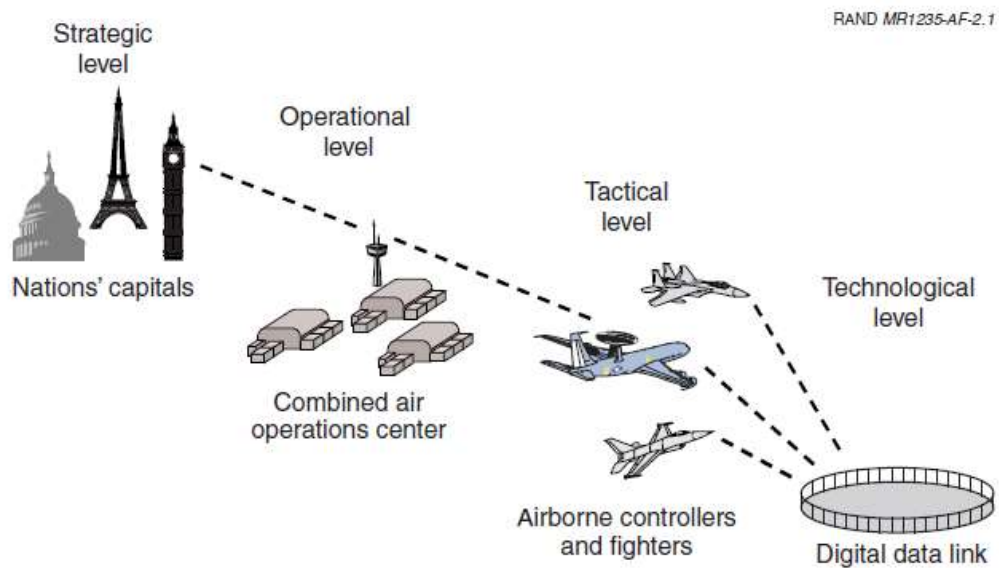 RAND MR1235-AF-2.1
Strategic
level
Operational
level
Tactical
level
Technological
level
Nations' capitals
Combined air
operations center
Airborne controllers
and fighters
Digital data link